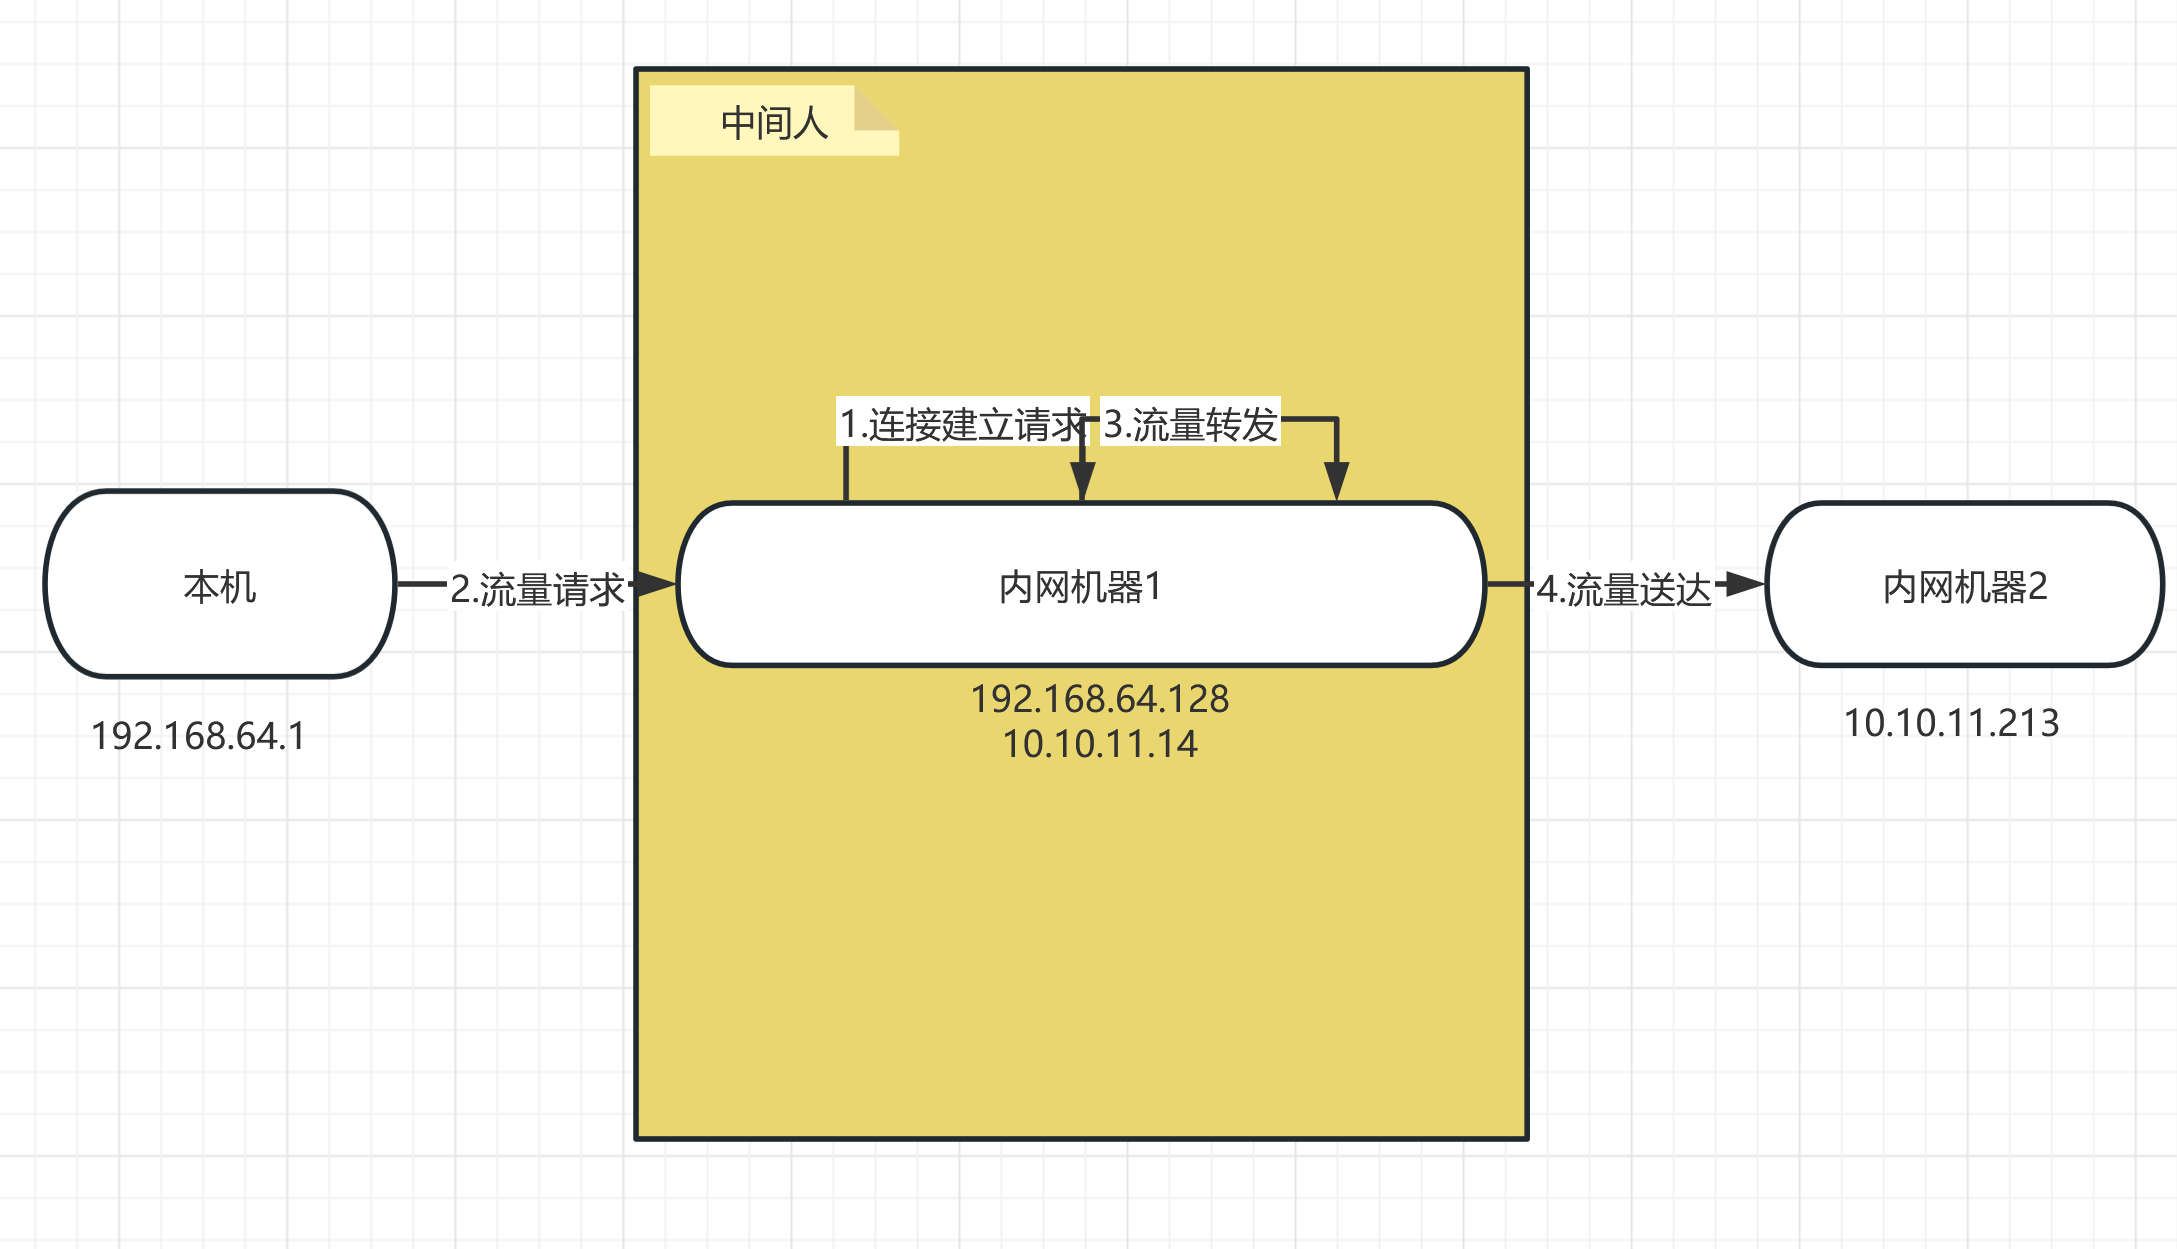 中间人
1.连接建立请求
3.流量转发
本机
2.流量请求
内网机器1
4.流量送达
内网机器2
192.168.64.1
192.168.64.128
10.10.11.14
10.10.11.213